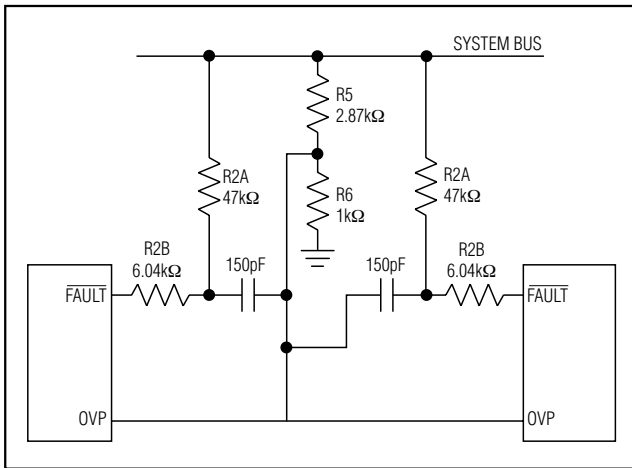 SYSTEM BUS
R5
2.87kΩ
R2A
47kΩ
R6
1kΩ
R2A
47kΩ
R2B
6.04kΩ
150pF
150pF
R2B
6.04kΩ
FAULT
FAULT
OVP
OVP